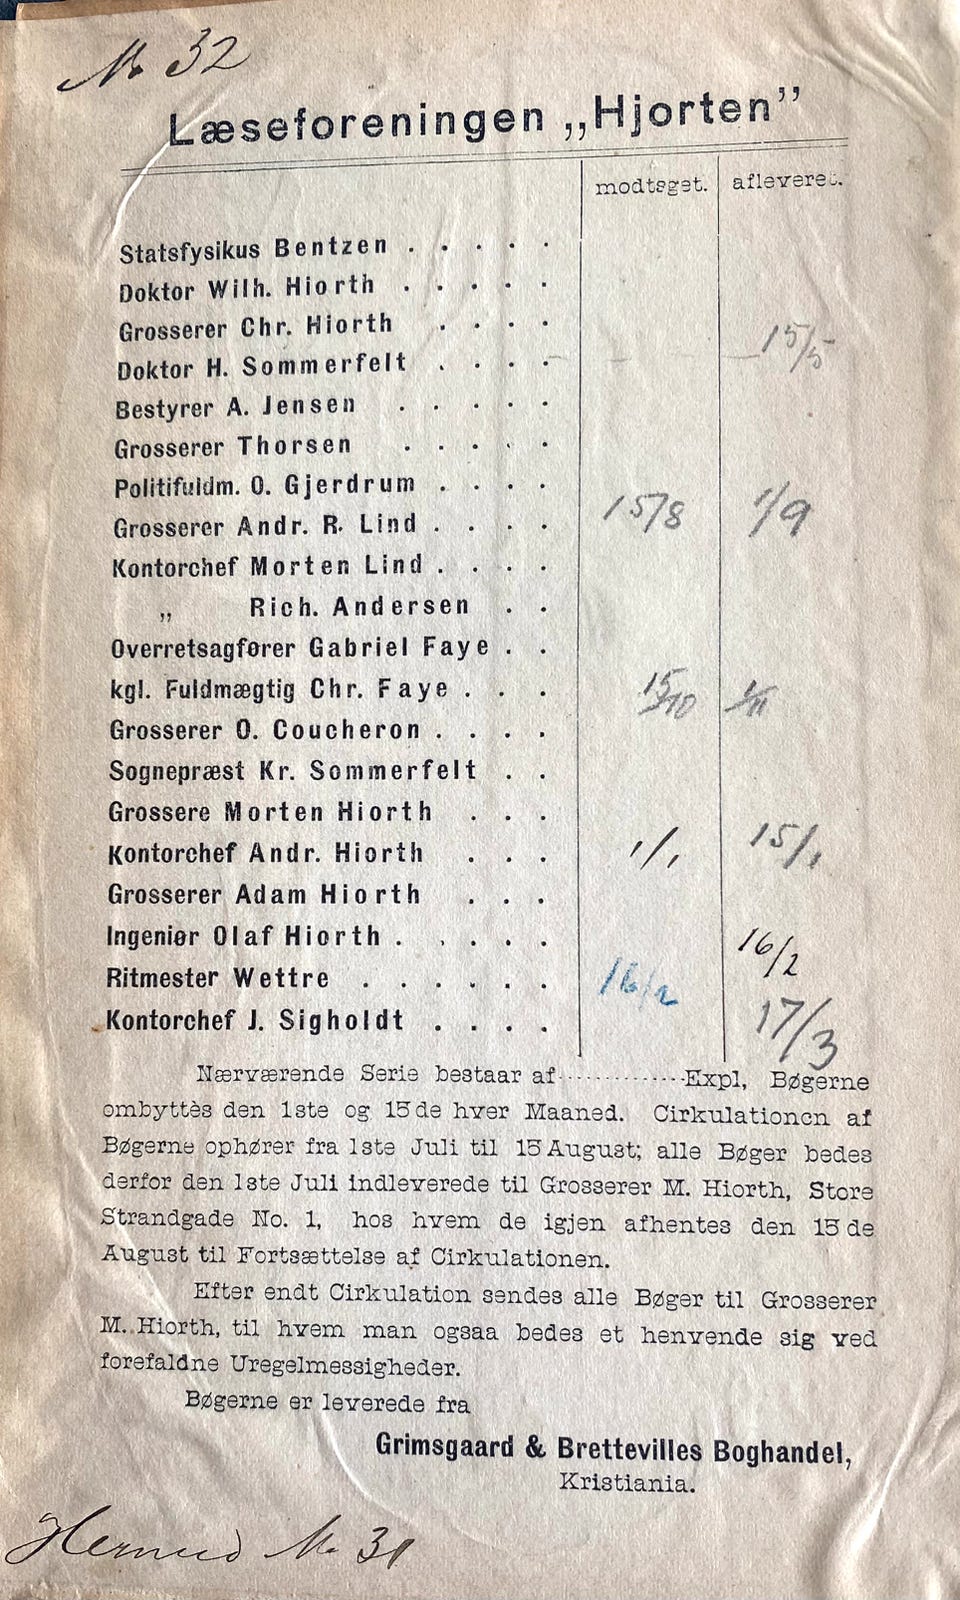 № 32
Læseforeningen „Hjorten”
modtaget. afleveret.
Statsfysikus Bentzen . . . . .
Doktor Wilh. Hiorth . . . . .
Grosserer Chr. Hiorth . . . .
Doktor H. Sommerfelt . . . . 15/5
Bestyrer A. Jensen . . . . .
Grosserer Thorsen . . . . .
Politifuldm. O. Gjerdrum . . . .
Grosserer Andr. R. Lind . . . . 15/8 1/9
Kontorchef Morten Lind . . . .
„ Rich. Andersen . .
Overretsagfører Gabriel Faye . .
kgl. Fuldmægtig Chr. Faye . . . 15/10 1/11
Grosserer O. Coucheron . . . .
Sognepræst Kr. Sommerfelt . .
Grossere Morten Hiorth . . .
Kontorchef Andr. Hiorth . . . 1/1 15/1
Grosserer Adam Hiorth . . .
Ingeniør Olaf Hiorth . . . . . 16/2
Ritmester Wettre . . . . . 16/2
Kontorchef J. Sigholdt . . . . 17/3
Nærværende Serie bestaar af ............... Expl, Bøgerne
ombyttès den 1ste og 15de hver Maaned. Cirkulationen af
Bøgerne ophører fra 1ste Juli til 15 August; alle Bøger bedes
derfor den 1ste Juli indleverede til Grosserer M. Hiorth, Store
Strandgade No. 1, hos hvem de igjen afhentes den 15 de
August til Fortsættelse af Cirkulationen.
Efter endt Cirkulation sendes alle Bøger til Grosserer
M. Hiorth, til hvem man ogsaa bedes et henvende sig ved
forefaldne Uregelmessigheder.
Bøgerne er leverede fra
Grimsgaard & Brettevilles Boghandel,
Kristiania.
Hermed № 31